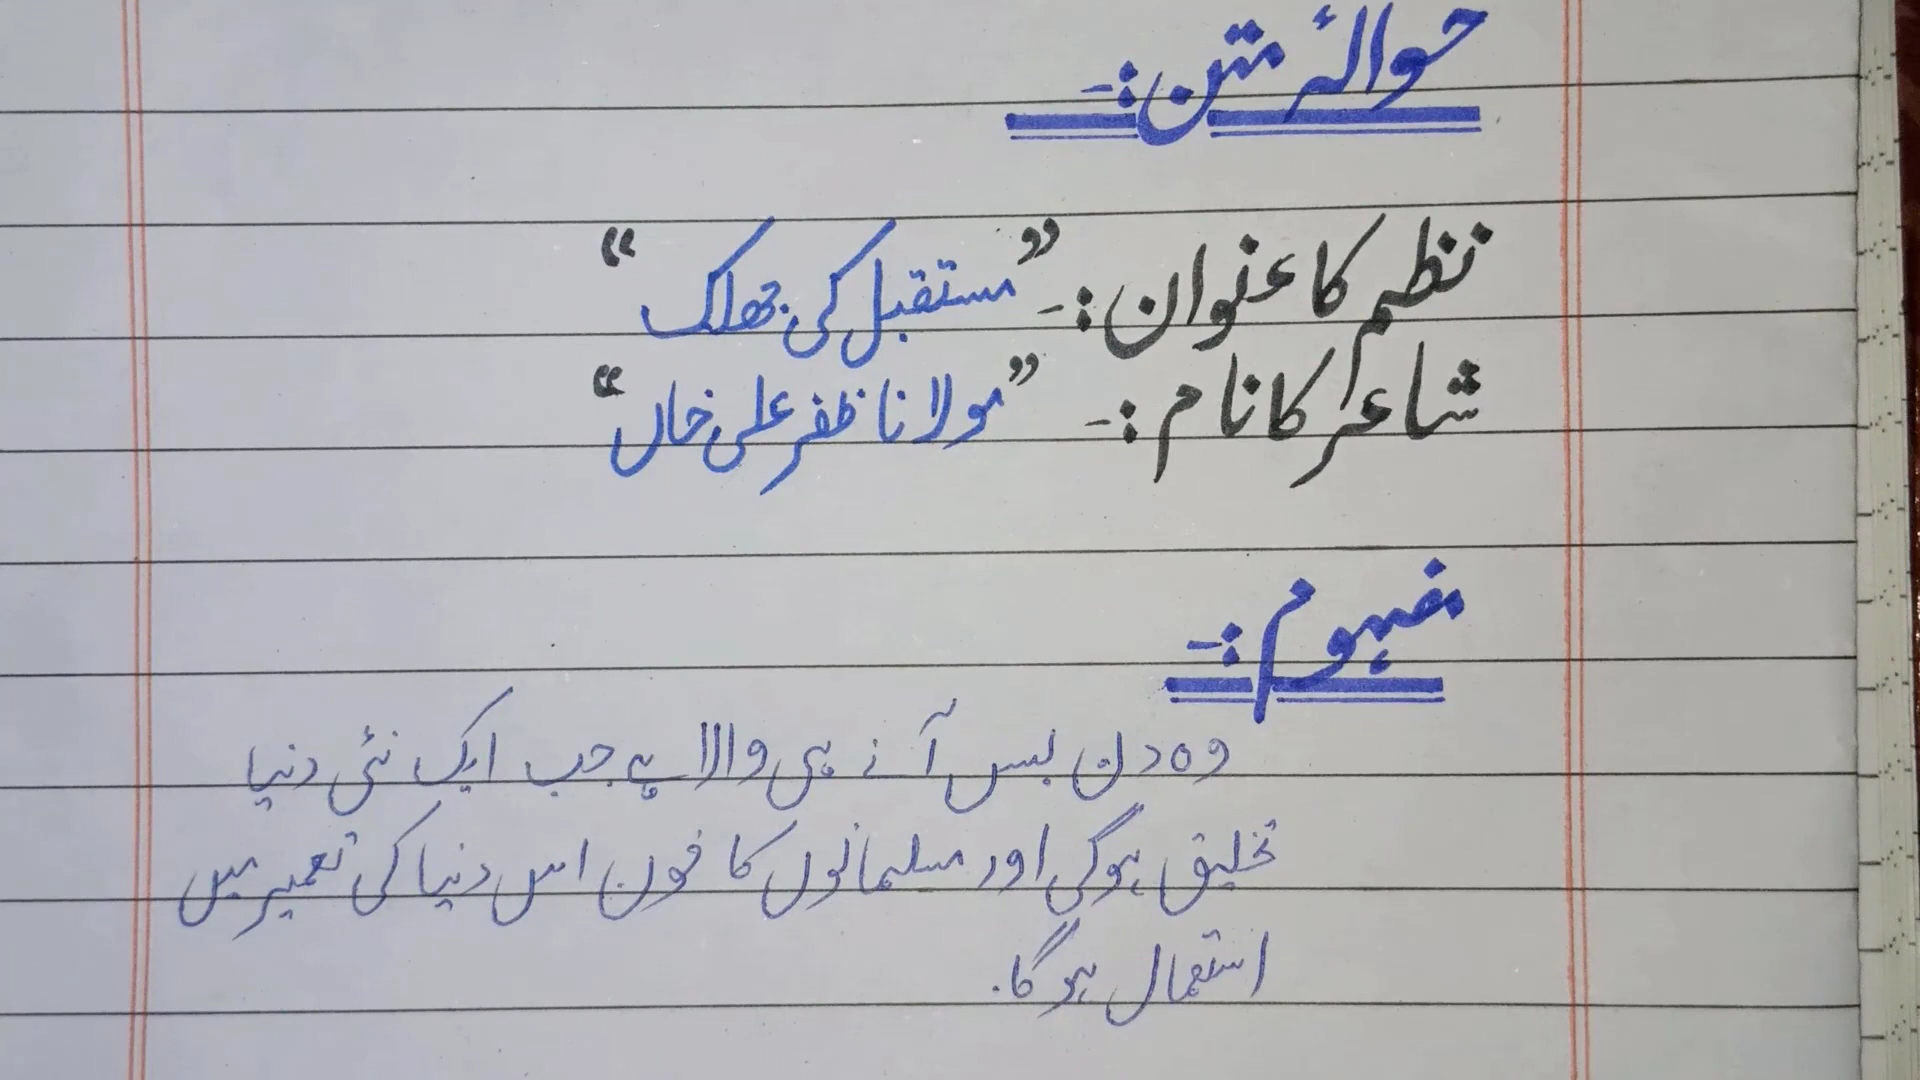 حوالۂ متن:-
نظم کا عنوان:- ”مستقبل کی جھلک“
شاعر کا نام:- ”مولانا ظفر علی خاں“
مفہوم:-
وہ دن بس آنے ہی والا ہے جب ایک نئی دنیا
تخلیق ہوگی اور مسلمانوں کا خون اس دنیا کی تعمیر میں
استعمال ہوگا.